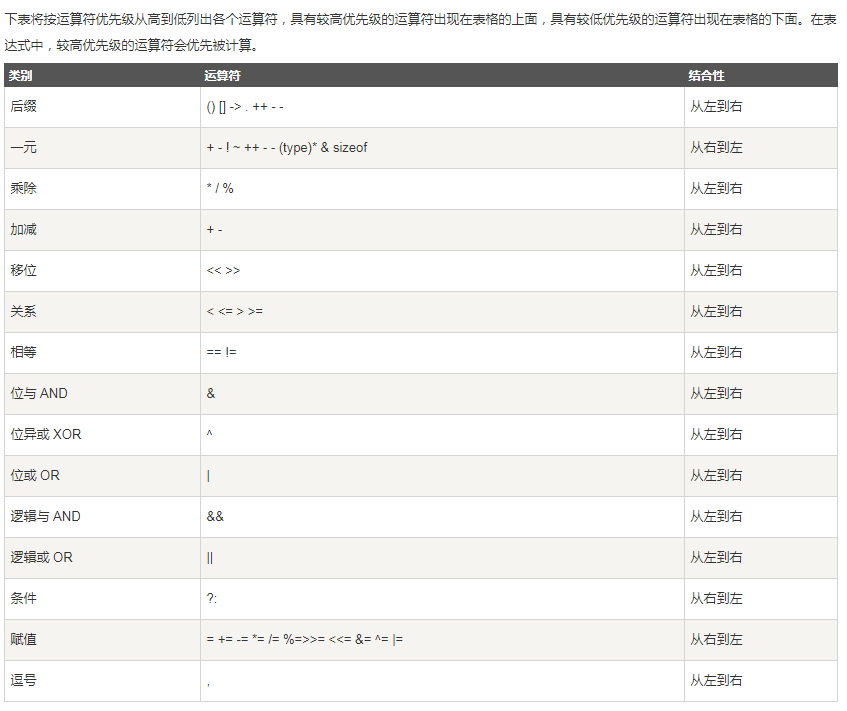 下表将按运算符优先级从高到低列出各个运算符，具有较高优先级的运算符出现在表格的上面，具有较低优先级的运算符出现在表格的下面。在表
达式中，较高优先级的运算符会优先被计算。
类别 运算符 结合性
后缀 () [] -> . ++ - - 从左到右
一元 + - ! ~ ++ - - (type)* & sizeof 从右到左
乘除 * / % 从左到右
加减 + - 从左到右
移位 << >> 从左到右
关系 < <= > >= 从左到右
相等 == != 从左到右
位与 AND & 从左到右
位异或 XOR ^ 从左到右
位或 OR | 从左到右
逻辑与 AND && 从左到右
逻辑或 OR || 从左到右
条件 ?: 从右到左
赋值 = += -= *= /= %=>>= <<= &= ^= |= 从右到左
逗号 , 从左到右